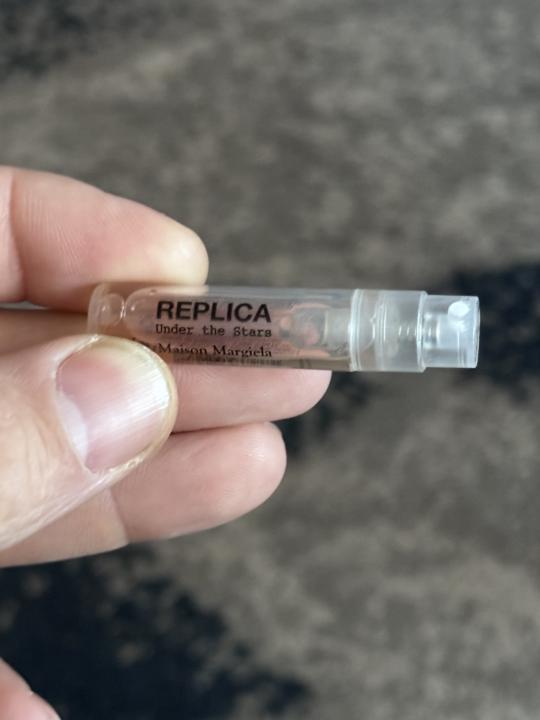 REPLICA
Under the Stars
Maison Margiela